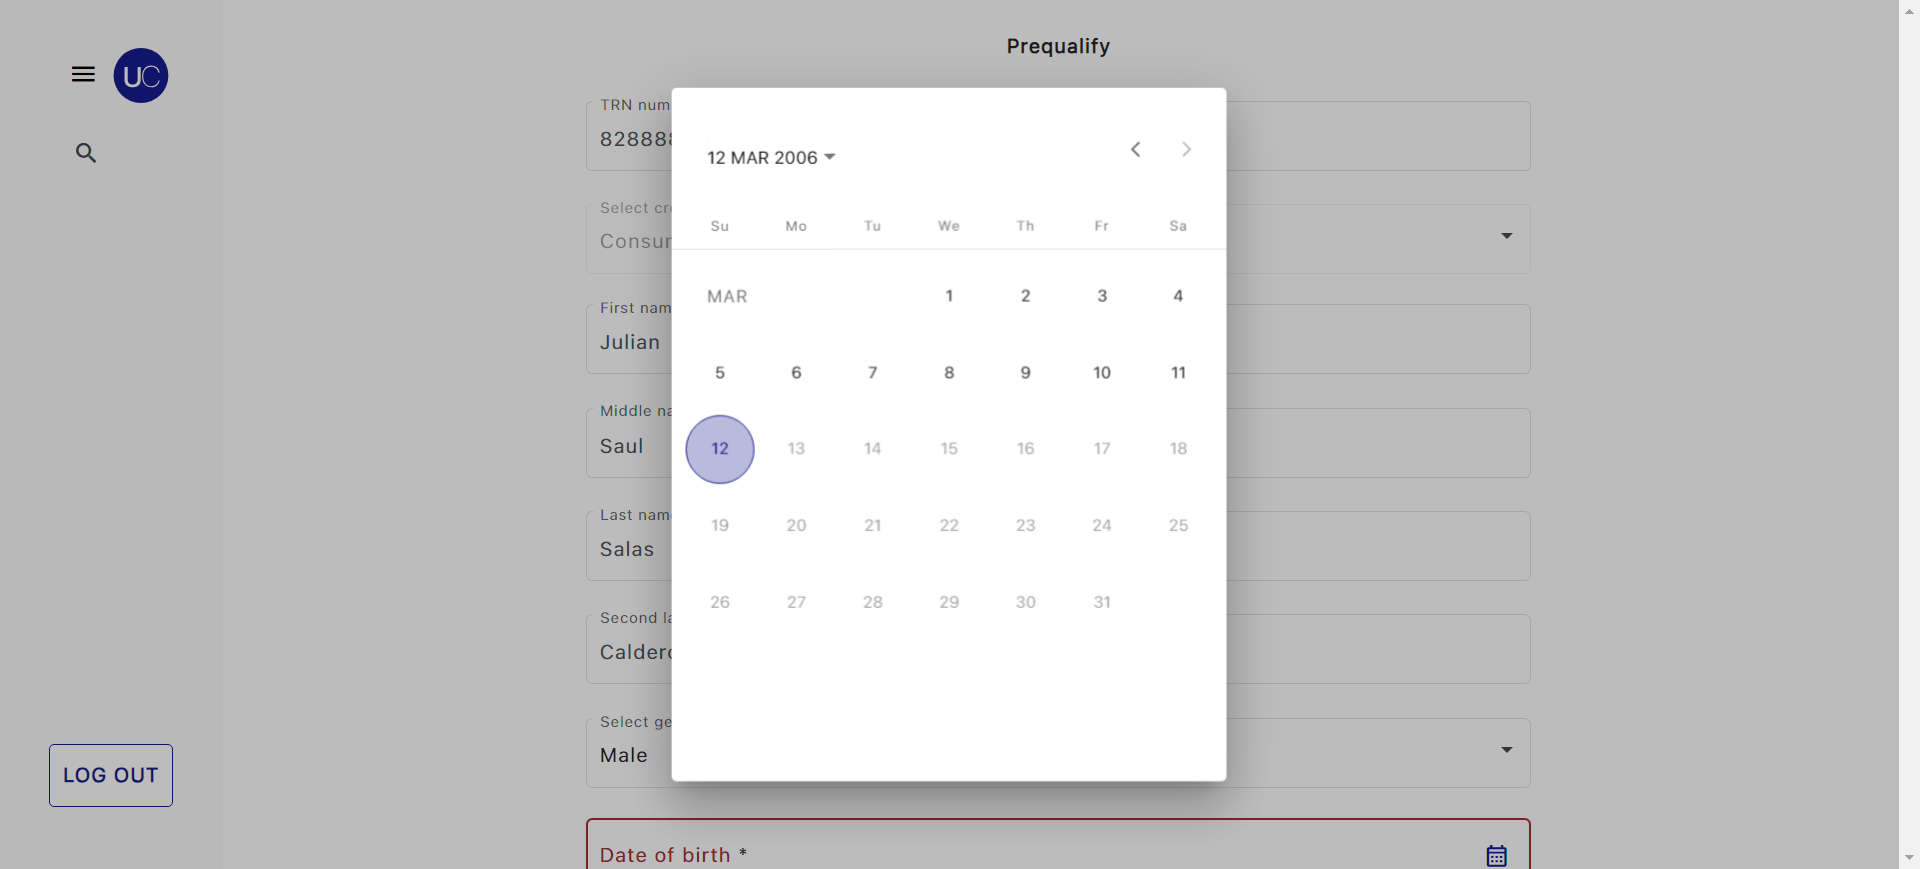 Prequalify
UC
TRN num
82888
Select cr
Consu
First nam
Julian
Middle na
Saul
Last nam
Salas
Second la
Calder
Select ge
Male
Date of birth *
LOG OUT
12 MAR 2006
Su Mo Tu We Th Fr Sa
MAR 1 2 3 4
5 6 7 8 9 10 11
12 13 14 15 16 17 18
19 20 21 22 23 24 25
26 27 28 29 30 31